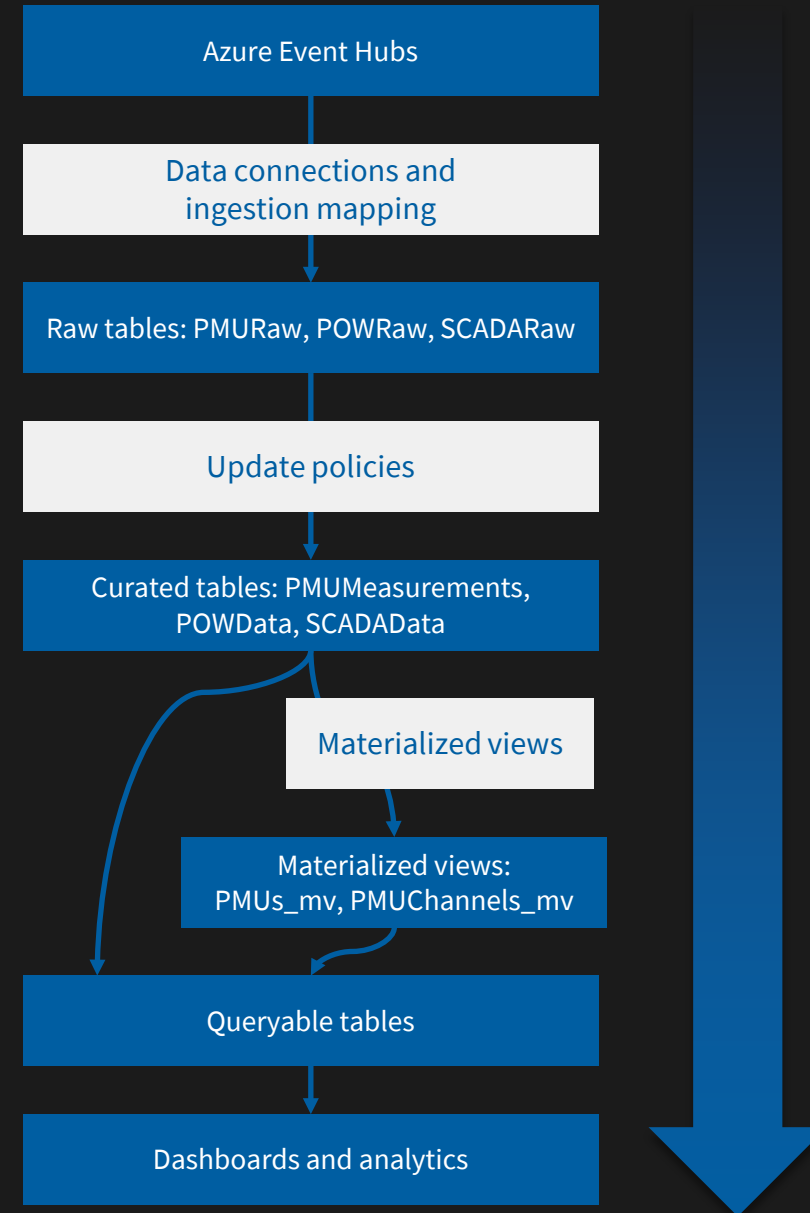 Azure Event Hubs
Data connections and
ingestion mapping
Raw tables: PMURaw, POWRaw, SCADARaw
Update policies
Curated tables: PMUMeasurements,
POWData, SCADAData
Materialized views
Materialized views:
PMUs_mv, PMUChannels_mv
Queryable tables
Dashboards and analytics